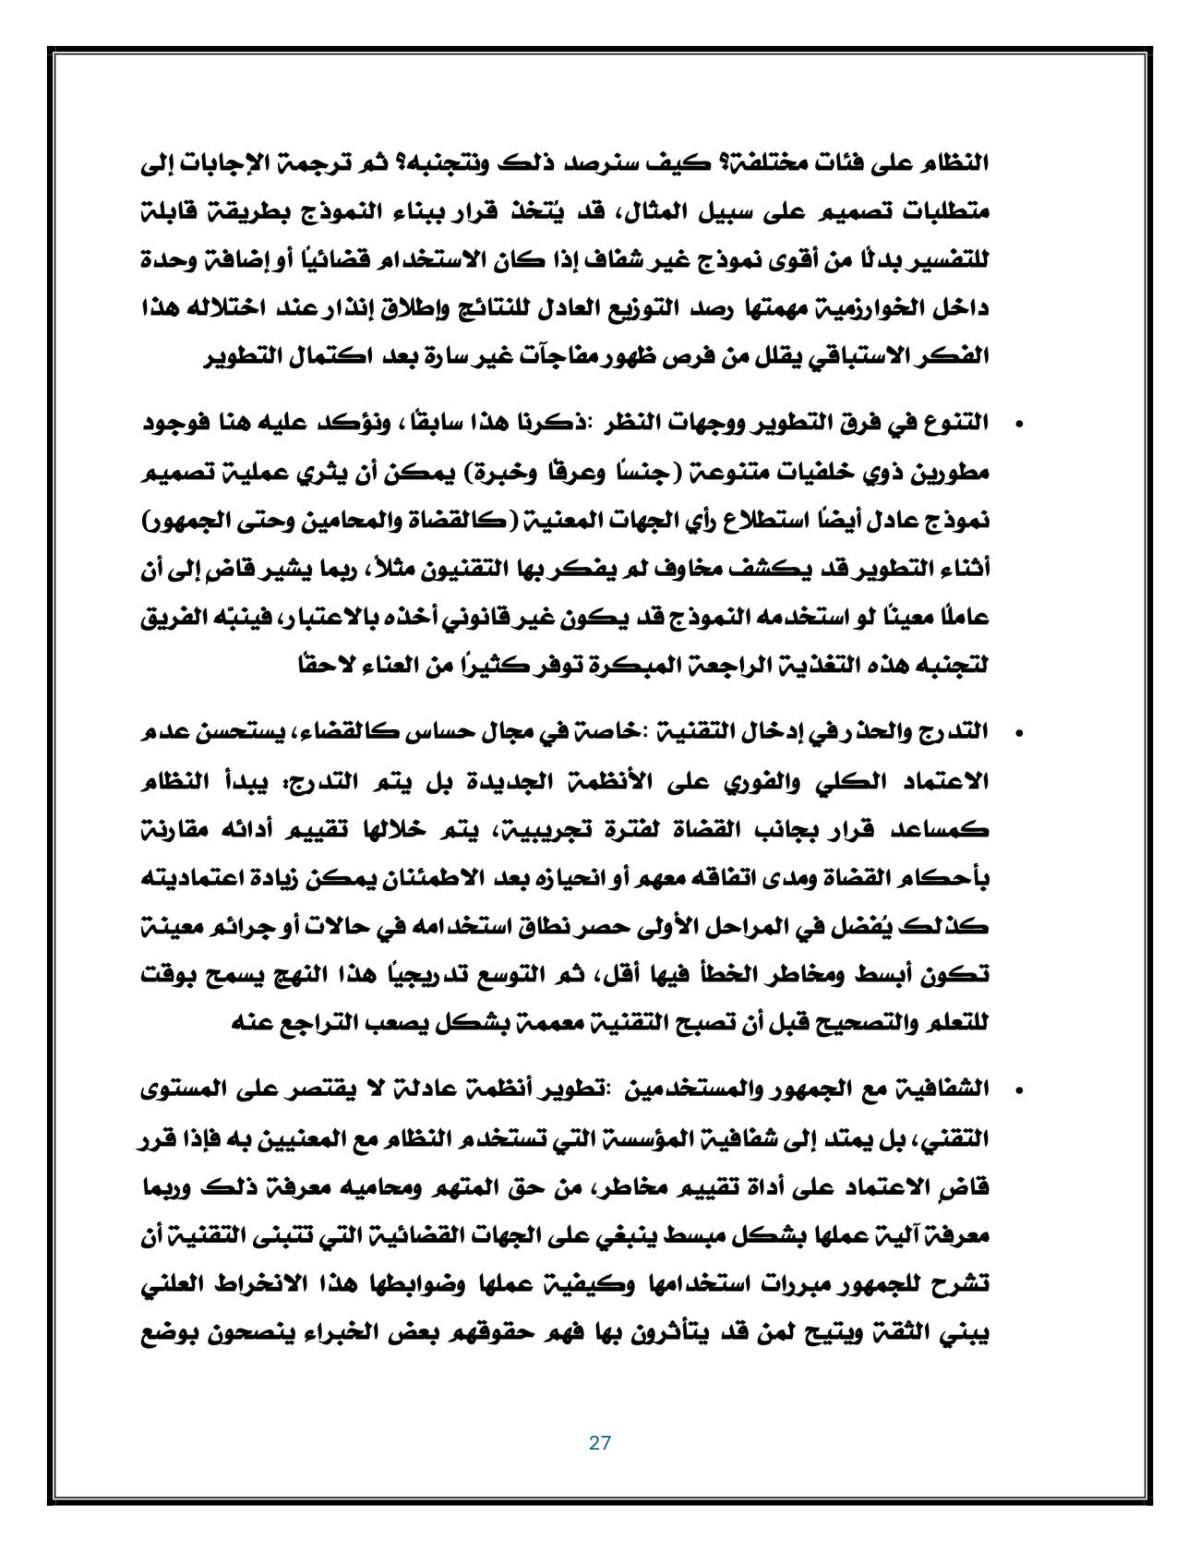 النظام على فئات مختلفة؟ كيف سنرصد ذلك ونتجنبه؟ ثم ترجمة الإجابات إلى
متطلبات تصميم على سبيل المثال، قد يُتخذ قرار ببناء النموذج بطريقة قابلة
للتفسير بدلًا من أقوى نموذج غير شفاف إذا كان الاستخدام قضائيًا أو إضافة وحدة
داخل الخوارزمية مهمتها رصد التوزيع العادل للنتائج وإطلاق إنذار عند اختلاله هذا
الفكر الاستباقي يقلل من فرص ظهور مفاجآت غير سارة بعد اكتمال التطوير
• التنوع في فرق التطوير ووجهات النظر :ذكرنا هذا سابقًا، ونؤكد عليه هنا فوجود
مطورين ذوي خلفيات متنوعة (جنسًا وعرقًا وخبرة) يمكن أن يثري عملية تصميم
نموذج عادل أيضًا استطلاع رأي الجهات المعنية (كالقضاة والمحامين وحتى الجمهور)
أثناء التطوير قد يكشف مخاوف لم يفكر بها التقنيون مثلاً، ربما يشير قاضٍ إلى أن
عاملًا معينًا لو استخدمه النموذج قد يكون غير قانوني أخذه بالاعتبار، فينبّه الفريق
لتجنبه هذه التغذية الراجعة المبكرة توفر كثيرًا من العناء لاحقًا
• التدرج والحذر في إدخال التقنية :خاصة في مجال حساس كالقضاء، يستحسن عدم
الاعتماد الكلي والفوري على الأنظمة الجديدة بل يتم التدرج: يبدأ النظام
كمساعد قرار بجانب القضاة لفترة تجريبية، يتم خلالها تقييم أدائه مقارنة
بأحكام القضاة ومدى اتفاقه معهم أو انحيازه بعد الاطمئنان يمكن زيادة اعتماديته
كذلك يُفضل في المراحل الأولى حصر نطاق استخدامه في حالات أو جرائم معينة
تكون أبسط ومخاطر الخطأ فيها أقل، ثم التوسع تدريجيًا هذا النهج يسمح بوقت
للتعلم والتصحيح قبل أن تصبح التقنية معممة بشكل يصعب التراجع عنه
• الشفافية مع الجمهور والمستخدمين :تطوير أنظمة عادلة لا يقتصر على المستوى
التقني، بل يمتد إلى شفافية المؤسسة التي تستخدم النظام مع المعنيين به فإذا قرر
قاضٍ الاعتماد على أداة تقييم مخاطر، من حق المتهم ومحاميه معرفة ذلك وربما
معرفة آلية عملها بشكل مبسط ينبغي على الجهات القضائية التي تتبنى التقنية أن
تشرح للجمهور مبررات استخدامها وكيفية عملها وضوابطها هذا الانخراط العلني
يبني الثقة ويتيح لمن قد يتأثرون بها فهم حقوقهم بعض الخبراء ينصحون بوضع
27